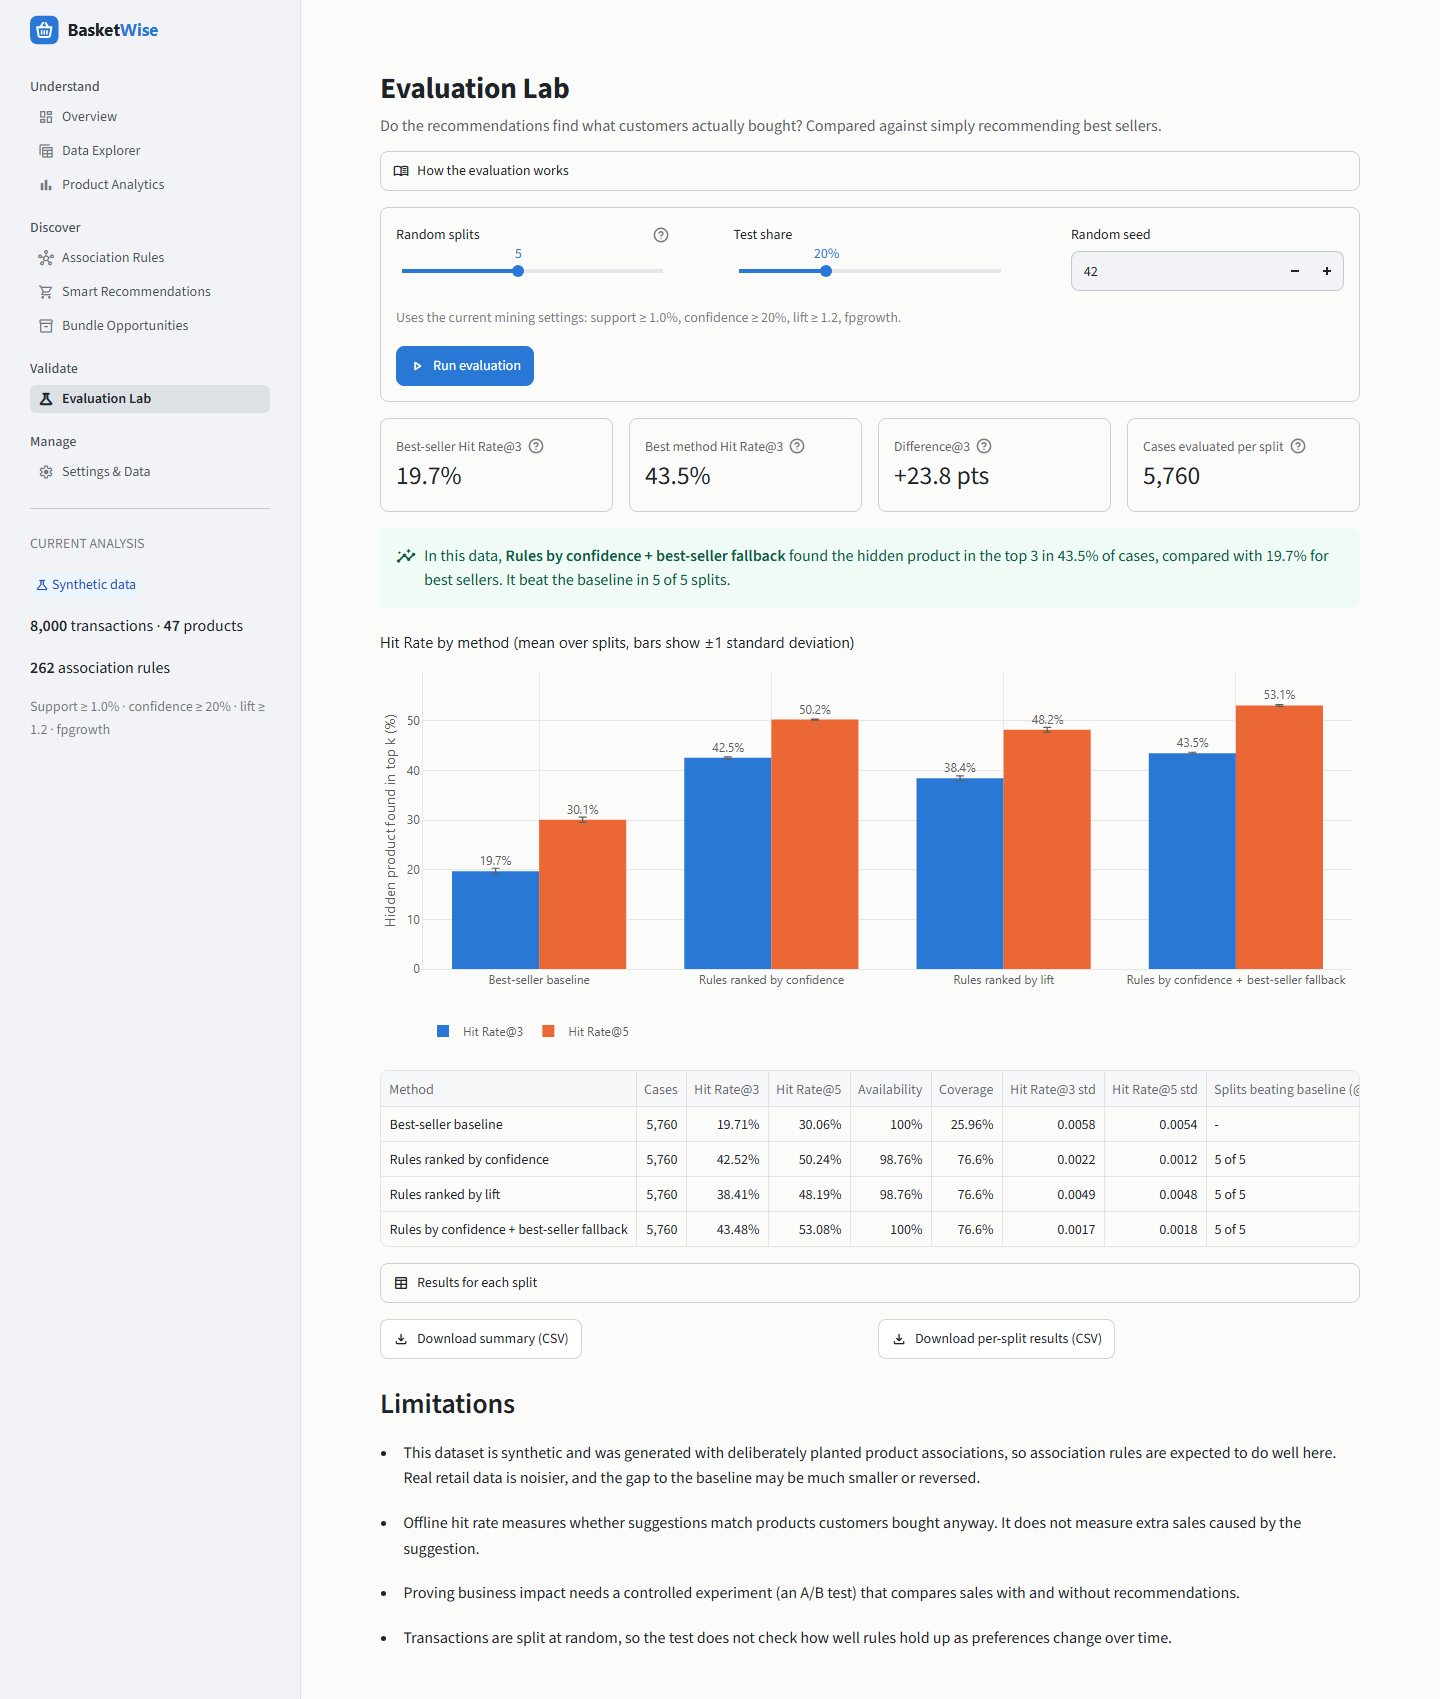 BasketWise
Understand
Overview
Data Explorer
Product Analytics
Discover
Association Rules
Smart Recommendations
Bundle Opportunities
Validate
Evaluation Lab
Manage
Settings & Data
CURRENT ANALYSIS
Synthetic data
8,000 transactions · 47 products
262 association rules
Support ≥ 1.0% · confidence ≥ 20% · lift ≥
1.2 · fpgrowth
Evaluation Lab
Do the recommendations find what customers actually bought? Compared against simply recommending best sellers.
How the evaluation works
Random splits
5
Test share
20%
Random seed
42
Uses the current mining settings: support ≥ 1.0%, confidence ≥ 20%, lift ≥ 1.2, fpgrowth.
Run evaluation
Best-seller Hit Rate@3
19.7%
Best method Hit Rate@3
43.5%
Difference@3
+23.8 pts
Cases evaluated per split
5,760
In this data, Rules by confidence + best-seller fallback found the hidden product in the top 3 in 43.5% of cases, compared with 19.7% for
best sellers. It beat the baseline in 5 of 5 splits.
Hit Rate by method (mean over splits, bars show ±1 standard deviation)
Hidden product found in top k (%)
50
40
30
20
10
0
19.7%
30.1%
42.5%
50.2%
38.4%
48.2%
43.5%
53.1%
Best-seller baseline
Rules ranked by confidence
Rules ranked by lift
Rules by confidence + best-seller fallback
Hit Rate@3
Hit Rate@5
Method Cases Hit Rate@3 Hit Rate@5 Availability Coverage Hit Rate@3 std Hit Rate@5 std Splits beating baseline (@
Best-seller baseline 5,760 19.71% 30.06% 100% 25.96% 0.0058 0.0054 -
Rules ranked by confidence 5,760 42.52% 50.24% 98.76% 76.6% 0.0022 0.0012 5 of 5
Rules ranked by lift 5,760 38.41% 48.19% 98.76% 76.6% 0.0049 0.0048 5 of 5
Rules by confidence + best-seller fallback 5,760 43.48% 53.08% 100% 76.6% 0.0017 0.0018 5 of 5
Results for each split
Download summary (CSV)
Download per-split results (CSV)
Limitations
• This dataset is synthetic and was generated with deliberately planted product associations, so association rules are expected to do well here.
Real retail data is noisier, and the gap to the baseline may be much smaller or reversed.
• Offline hit rate measures whether suggestions match products customers bought anyway. It does not measure extra sales caused by the
suggestion.
• Proving business impact needs a controlled experiment (an A/B test) that compares sales with and without recommendations.
• Transactions are split at random, so the test does not check how well rules hold up as preferences change over time.